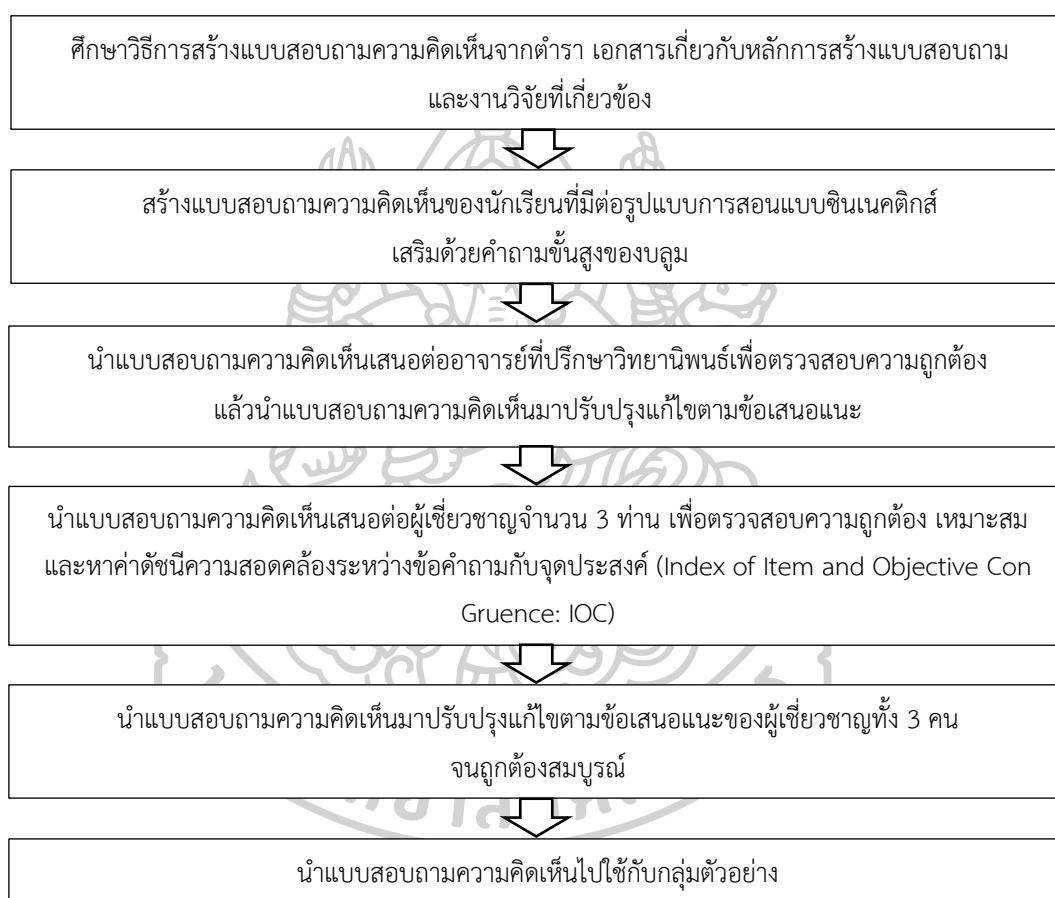 ศึกษาวิธีการสร้างแบบสอบถามความคิดเห็นจากตำรา เอกสารเกี่ยวกับหลักการสร้างแบบสอบถาม
และงานวิจัยที่เกี่ยวข้อง
สร้างแบบสอบถามความคิดเห็นของนักเรียนที่มีต่อรูปแบบการสอนแบบซินเนคติกส์
เสริมด้วยคำถามขั้นสูงของบลูม
นำแบบสอบถามความคิดเห็นเสนอต่ออาจารย์ที่ปรึกษาวิทยานิพนธ์เพื่อตรวจสอบความถูกต้อง
แล้วนำแบบสอบถามความคิดเห็นมาปรับปรุงแก้ไขตามข้อเสนอแนะ
นำแบบสอบถามความคิดเห็นเสนอต่อผู้เชี่ยวชาญจำนวน 3 ท่าน เพื่อตรวจสอบความถูกต้อง เหมาะสม
และหาค่าดัชนีความสอดคล้องระหว่างข้อคำถามกับจุดประสงค์ (Index of Item and Objective Con
Gruence: IOC)
นำแบบสอบถามความคิดเห็นมาปรับปรุงแก้ไขตามข้อเสนอแนะของผู้เชี่ยวชาญทั้ง 3 คน
จนถูกต้องสมบูรณ์
นำแบบสอบถามความคิดเห็นไปใช้กับกลุ่มตัวอย่าง